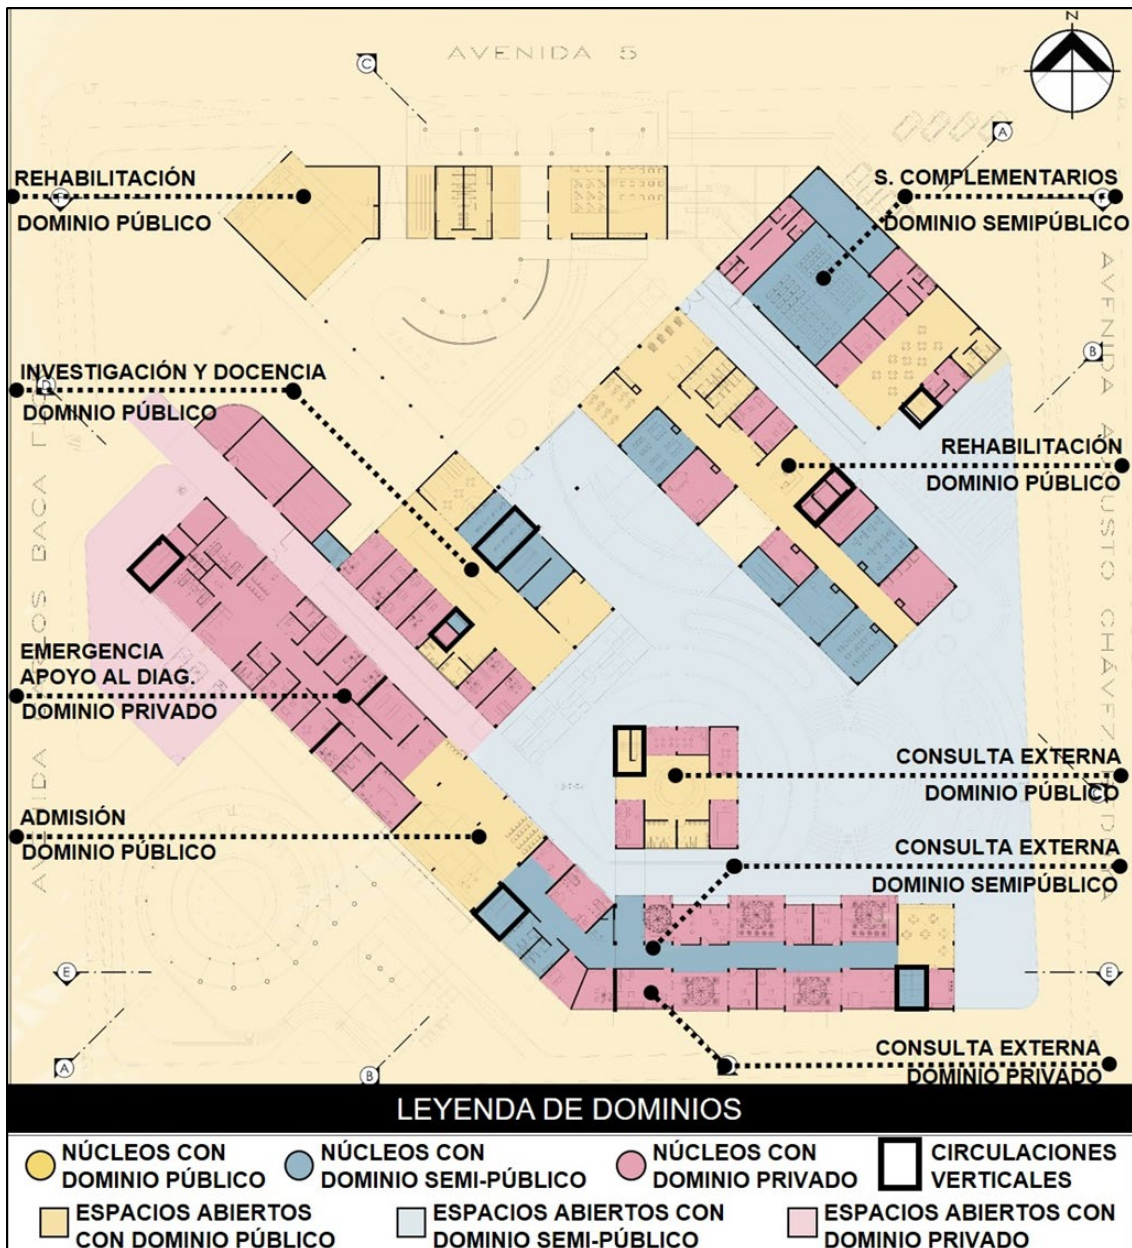 N
AVENIDA 5
C
A
REHABILITACIÓN
DOMINIO PÚBLICO
S. COMPLEMENTARIOS
DOMINIO SEMIPÚBLICO
B
INVESTIGACIÓN Y DOCENCIA
DOMINIO PÚBLICO
D
REHABILITACIÓN
DOMINIO PÚBLICO
EMERGENCIA
APOYO AL DIAG.
DOMINIO PRIVADO
CONSULTA EXTERNA
DOMINIO PÚBLICO
ADMISIÓN
DOMINIO PÚBLICO
CONSULTA EXTERNA
DOMINIO SEMIPÚBLICO
E
E
CONSULTA EXTERNA
DOMINIO PRIVADO
A
B
LEYENDA DE DOMINIOS
NÚCLEOS CON
DOMINIO PÚBLICO
NÚCLEOS CON
DOMINIO SEMI-PÚBLICO
NÚCLEOS CON
DOMINIO PRIVADO
CIRCULACIONES
VERTICALES
ESPACIOS ABIERTOS
CON DOMINIO PÚBLICO
ESPACIOS ABIERTOS CON
DOMINIO SEMI-PÚBLICO
ESPACIOS ABIERTOS CON
DOMINIO PRIVADO